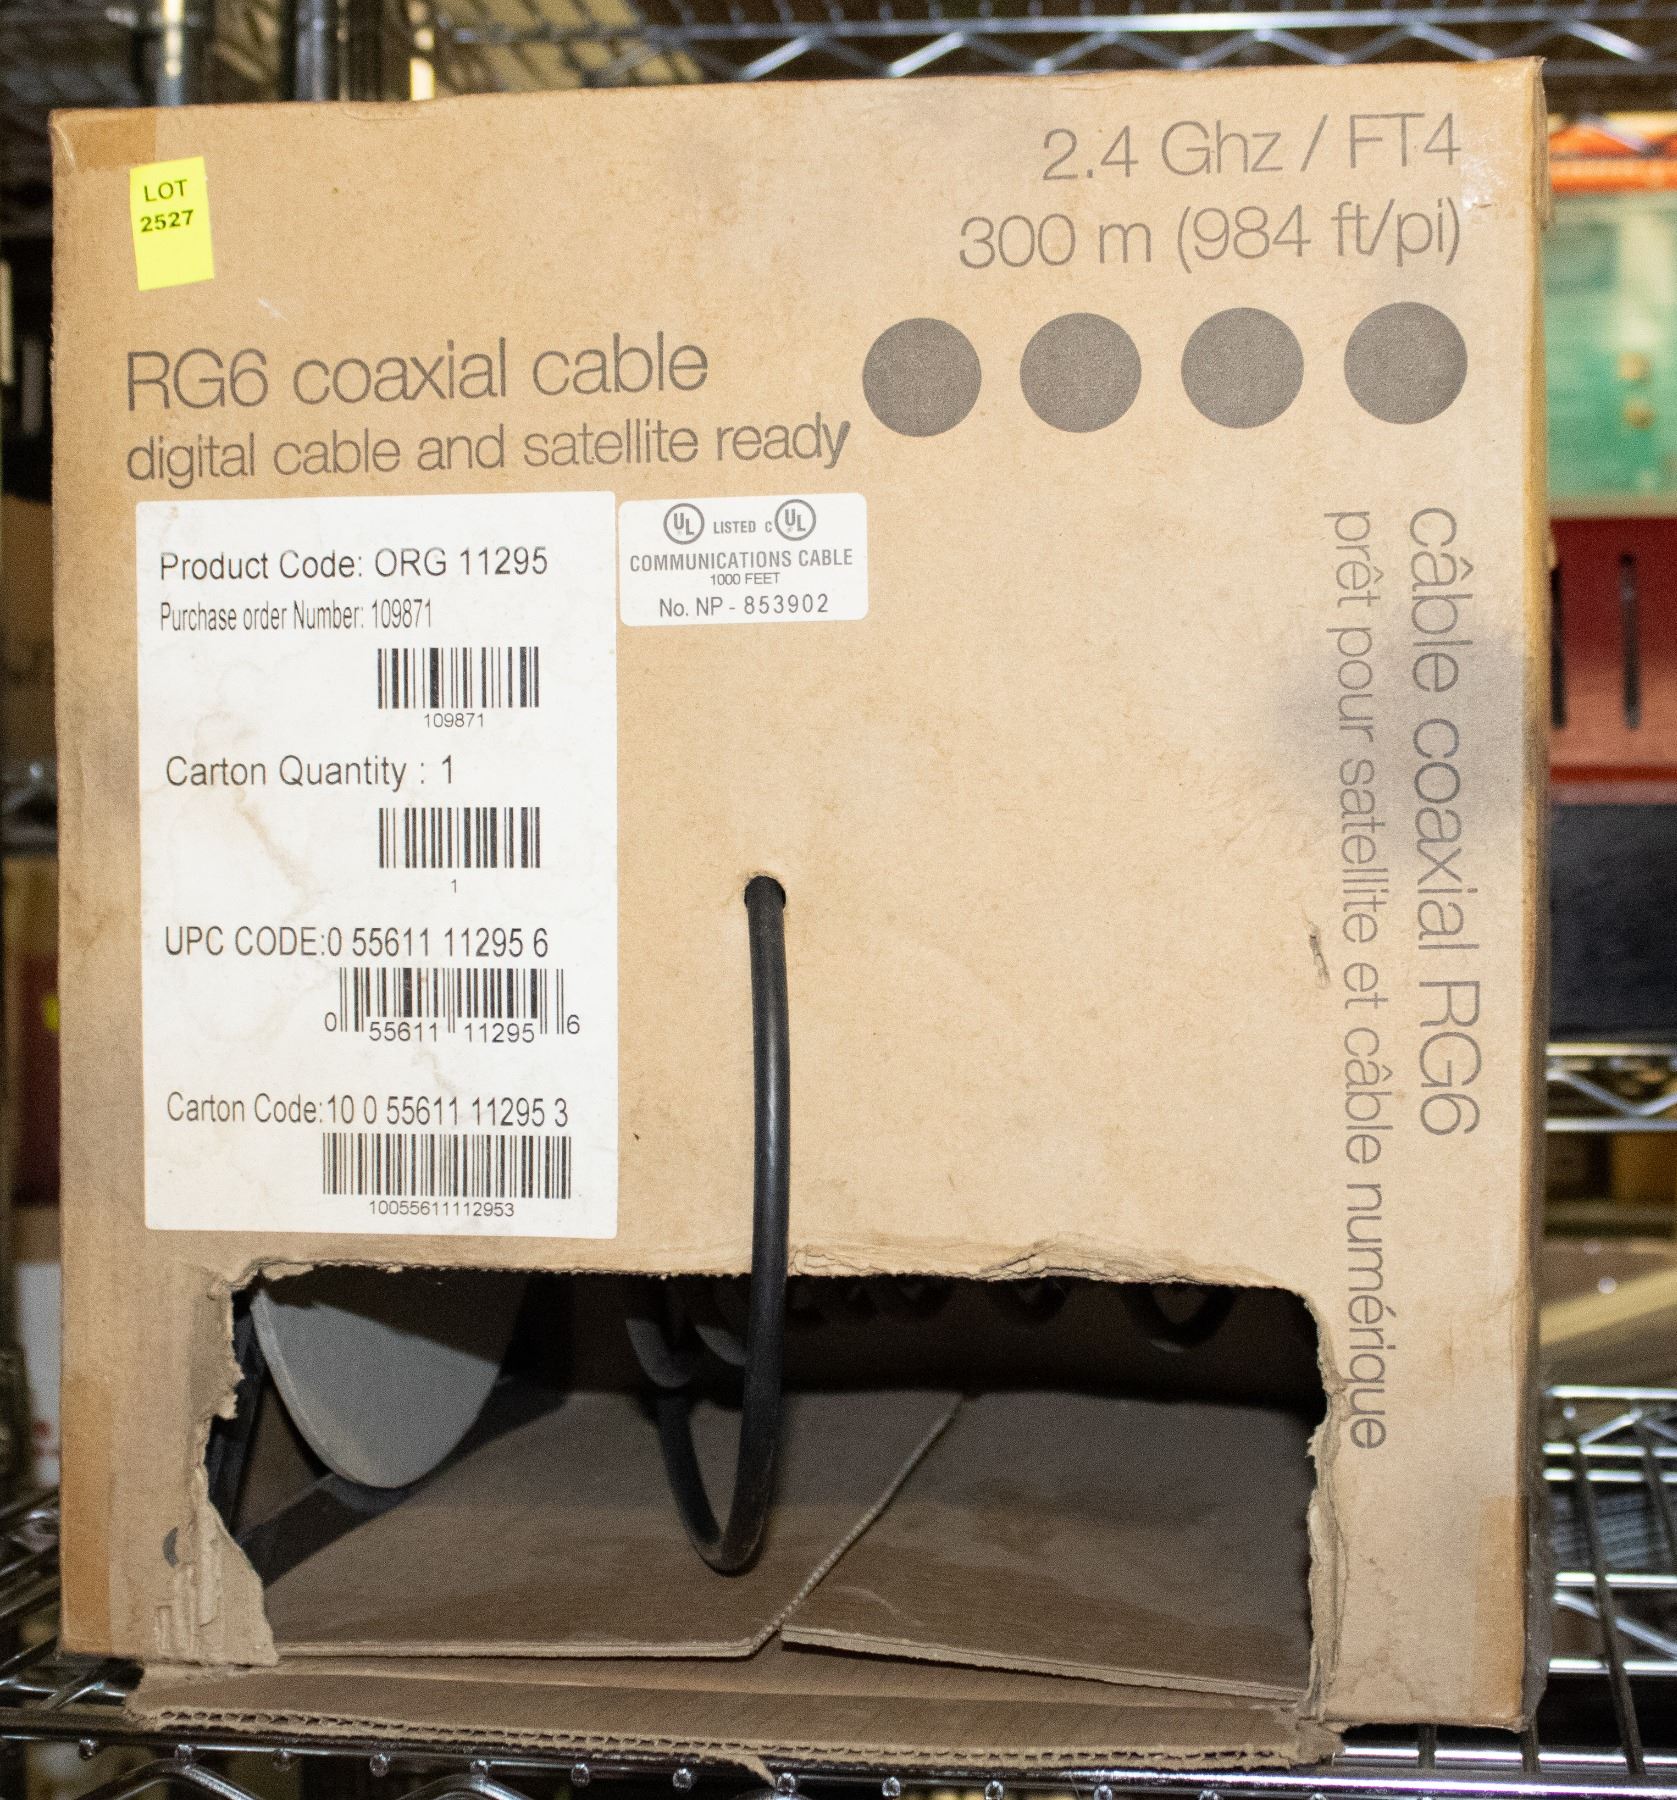 2.4 Ghz / FT4
300 m (984 ft/pi)
LOT
2527
RG6 coaxial cable
digital cable and satellite ready
Product Code: ORG 11295
Purchase order Number: 109871
109871
Carton Quantity : 1
1
UPC CODE:0 55611 11295 6
0 55611 11295 6
Carton Code:10 0 55611 11295 3
10055611112953
UL LISTED C UL
COMMUNICATIONS CABLE
1000 FEET
No. NP - 853902
câble coaxial RG6
prêt pour satellite et câble numérique